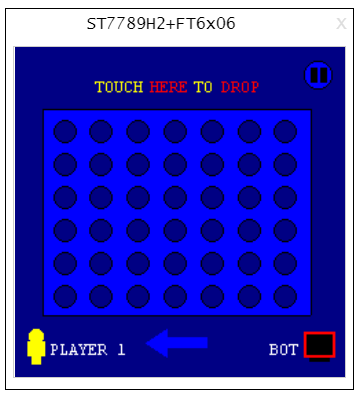 ST7789H2+FT6x06
X
TOUCH HERE TO DROP
PLAYER 1
BOT